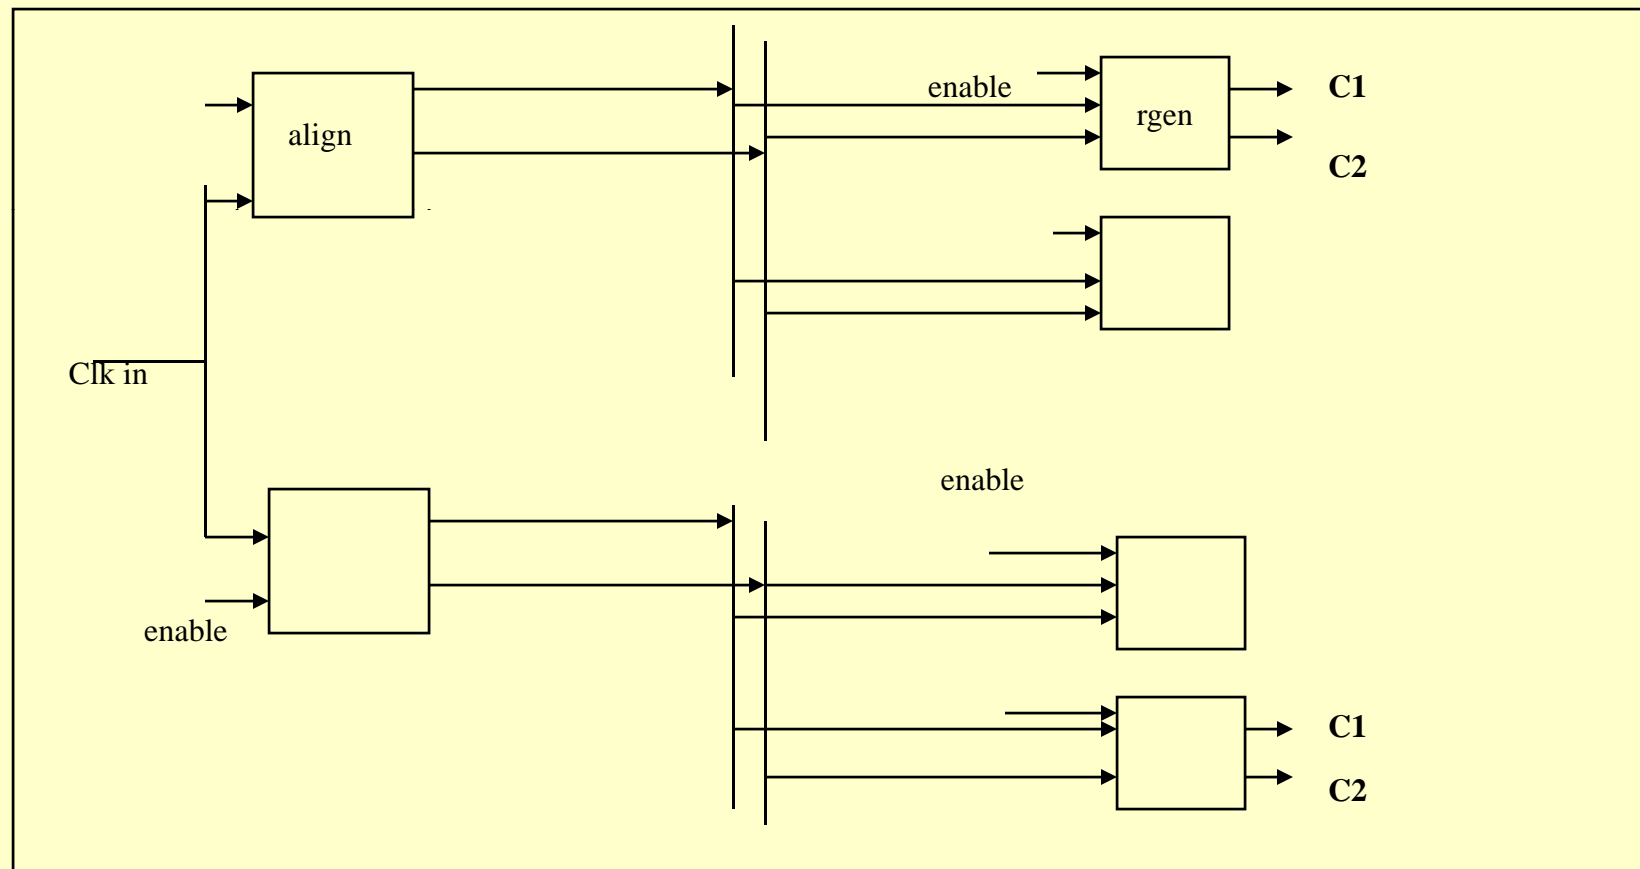 enable
C1
align
rgen
C2
Clk in
enable
enable
C1
C2